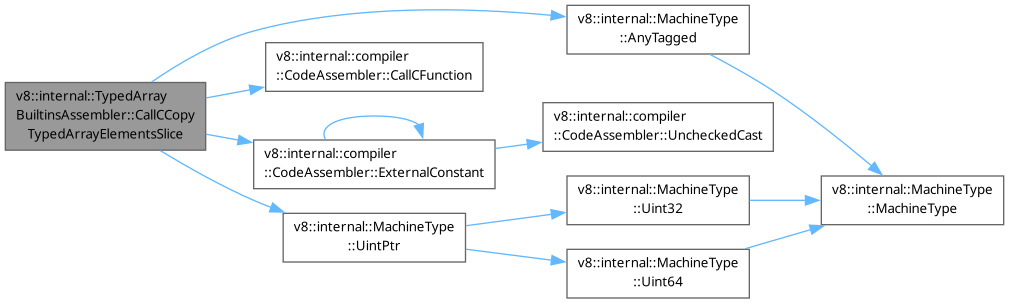 v8::internal::TypedArray
BuiltinsAssembler::CallCCopy
TypedArrayElementsSlice
v8::internal::MachineType
::AnyTagged
v8::internal::compiler
::CodeAssembler::CallCFunction
v8::internal::compiler
::CodeAssembler::ExternalConstant
v8::internal::compiler
::CodeAssembler::UncheckedCast
v8::internal::MachineType
::UintPtr
v8::internal::MachineType
::Uint32
v8::internal::MachineType
::Uint64
v8::internal::MachineType
::MachineType